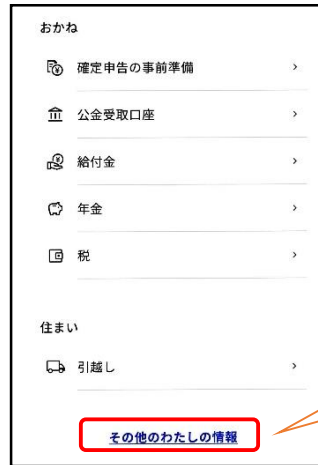 おかね
確定申告の事前準備
公金受取口座
給付金
年金
税
住まい
引越し
その他のわたしの情報